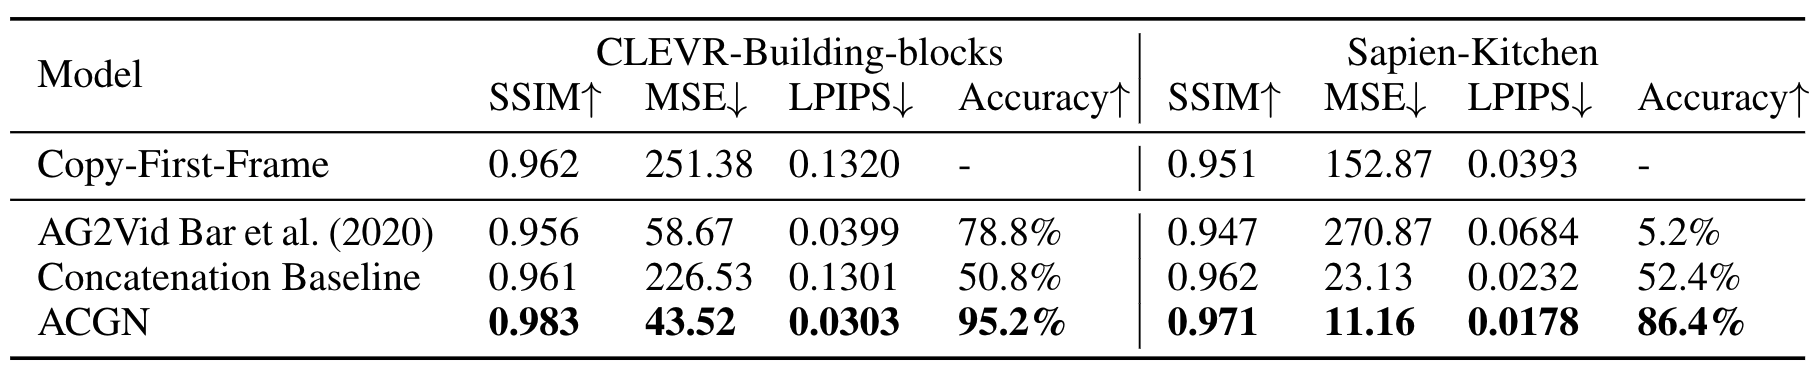 Model CLEVR-Building-blocks Sapien-Kitchen
SSIM↑ MSE↓ LPIPS↓ Accuracy↑ SSIM↑ MSE↓ LPIPS↓ Accuracy↑
Copy-First-Frame 0.962 251.38 0.1320 - 0.951 152.87 0.0393 -
AG2Vid Bar et al. (2020) 0.956 58.67 0.0399 78.8% 0.947 270.87 0.0684 5.2%
Concatenation Baseline 0.961 226.53 0.1301 50.8% 0.962 23.13 0.0232 52.4%
ACGN 0.983 43.52 0.0303 95.2% 0.971 11.16 0.0178 86.4%